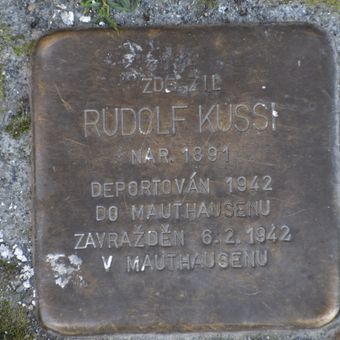 ZDE ŽIL
RUDOLF KUSSI
NAR. 1891
DEPORTOVÁN 1942
DO MAUTHAUSENU
ZAVRAŽDĚN 6.2.1942
V MAUTHAUSENU